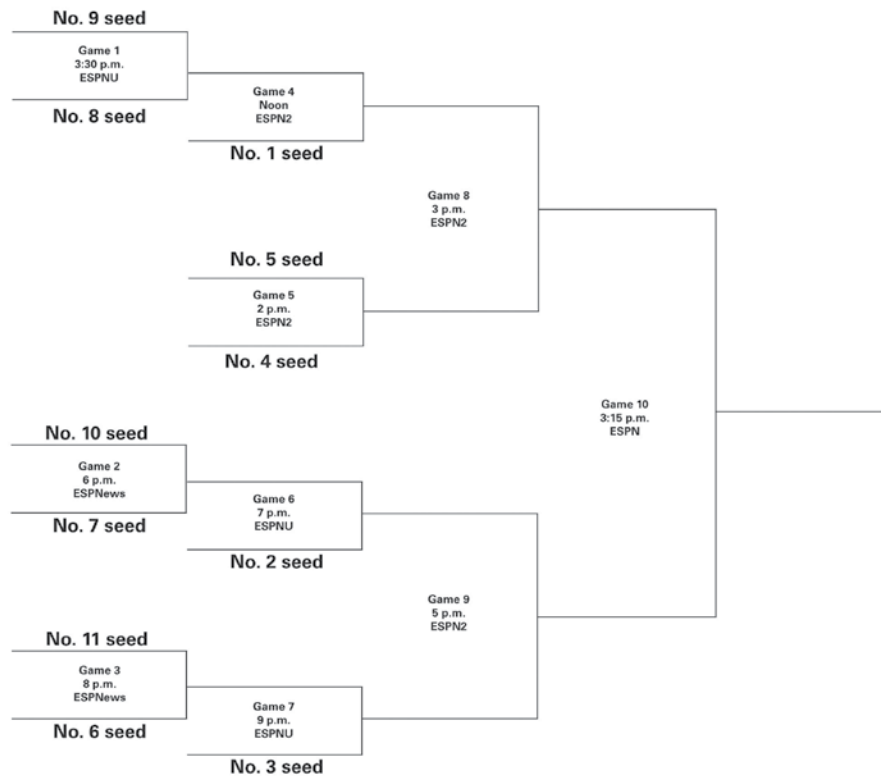 No. 9 seed
Game 1
3:30 p.m.
ESPNU
No. 8 seed
Game 4
Noon
ESPN2
No. 1 seed
Game 8
3 p.m.
ESPN2
No. 5 seed
Game 5
2 p.m.
ESPN2
No. 4 seed
Game 10
3:15 p.m.
ESPN
No. 10 seed
Game 2
6 p.m.
ESPNews
No. 7 seed
Game 6
7 p.m.
ESPNU
No. 2 seed
Game 9
5 p.m.
ESPN2
No. 11 seed
Game 3
8 p.m.
ESPNews
No. 6 seed
Game 7
9 p.m.
ESPNU
No. 3 seed